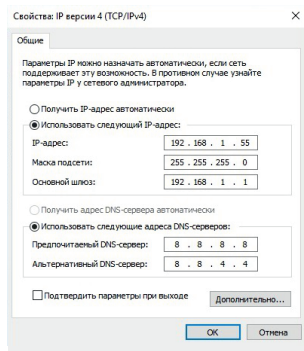 Свойства: IP версии 4 (TCP/IPv4)
Общие
Параметры IP можно назначать автоматически, если сеть
поддерживает эту возможность. В противном случае узнайте
параметры IP у сетевого администратора.
Получить IP-адрес автоматически
Использовать следующий IP-адрес:
IP-адрес: 192 . 168 . 1 . 55
Маска подсети: 255 . 255 . 255 . 0
Основной шлюз: 192 . 168 . 1 . 1
Получить адрес DNS-сервера автоматически
Использовать следующие адреса DNS-серверов:
Предпочитаемый DNS-сервер: 8 . 8 . 8 . 8
Альтернативный DNS-сервер: 8 . 8 . 4 . 4
Подтвердить параметры при выходе
Дополнительно...
ОК Отмена